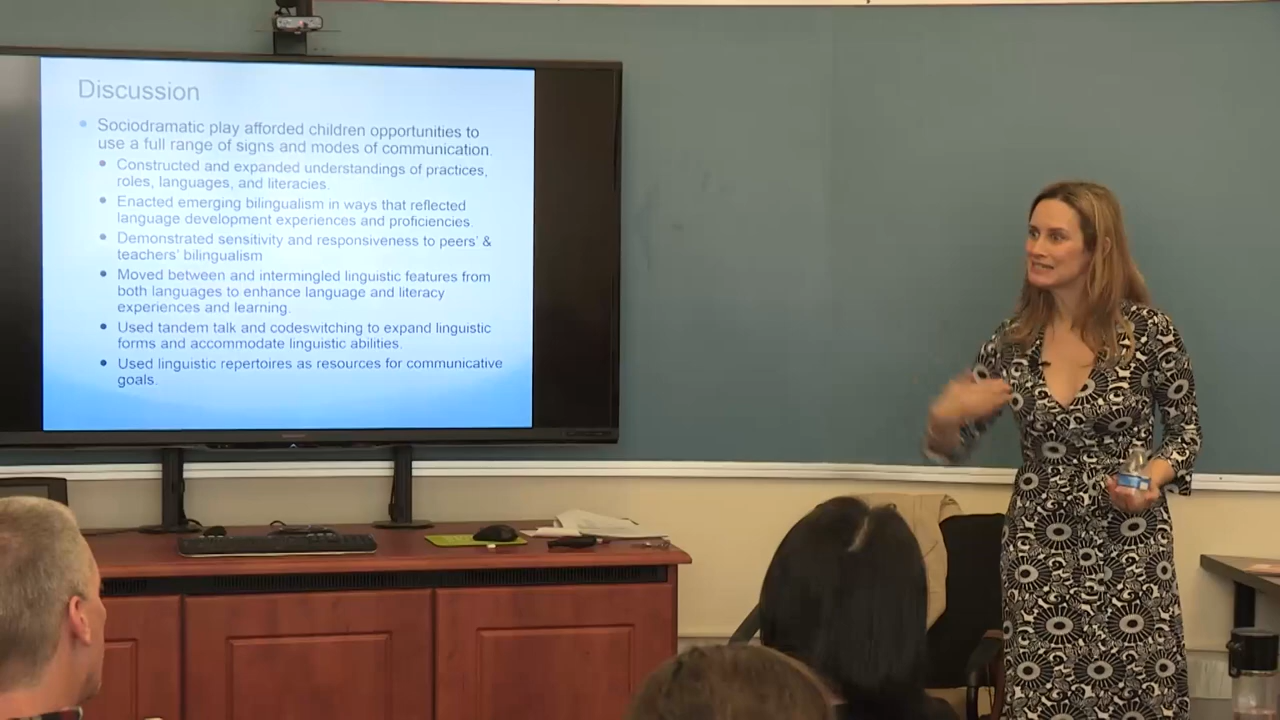 Discussion
Sociodramatic play afforded children opportunities to
use a full range of signs and modes of communication.
Constructed and expanded understandings of practices,
roles, languages, and literacies.
Enacted emerging bilingualism in ways that reflected
language development experiences and proficiencies.
Demonstrated sensitivity and responsiveness to peers' &
teachers' bilingualism
Moved between and intermingled linguistic features from
both languages to enhance language and literacy
experiences and learning.
Used tandem talk and codeswitching to expand linguistic
forms and accommodate linguistic abilities.
Used linguistic repertoires as resources for communicative
goals.